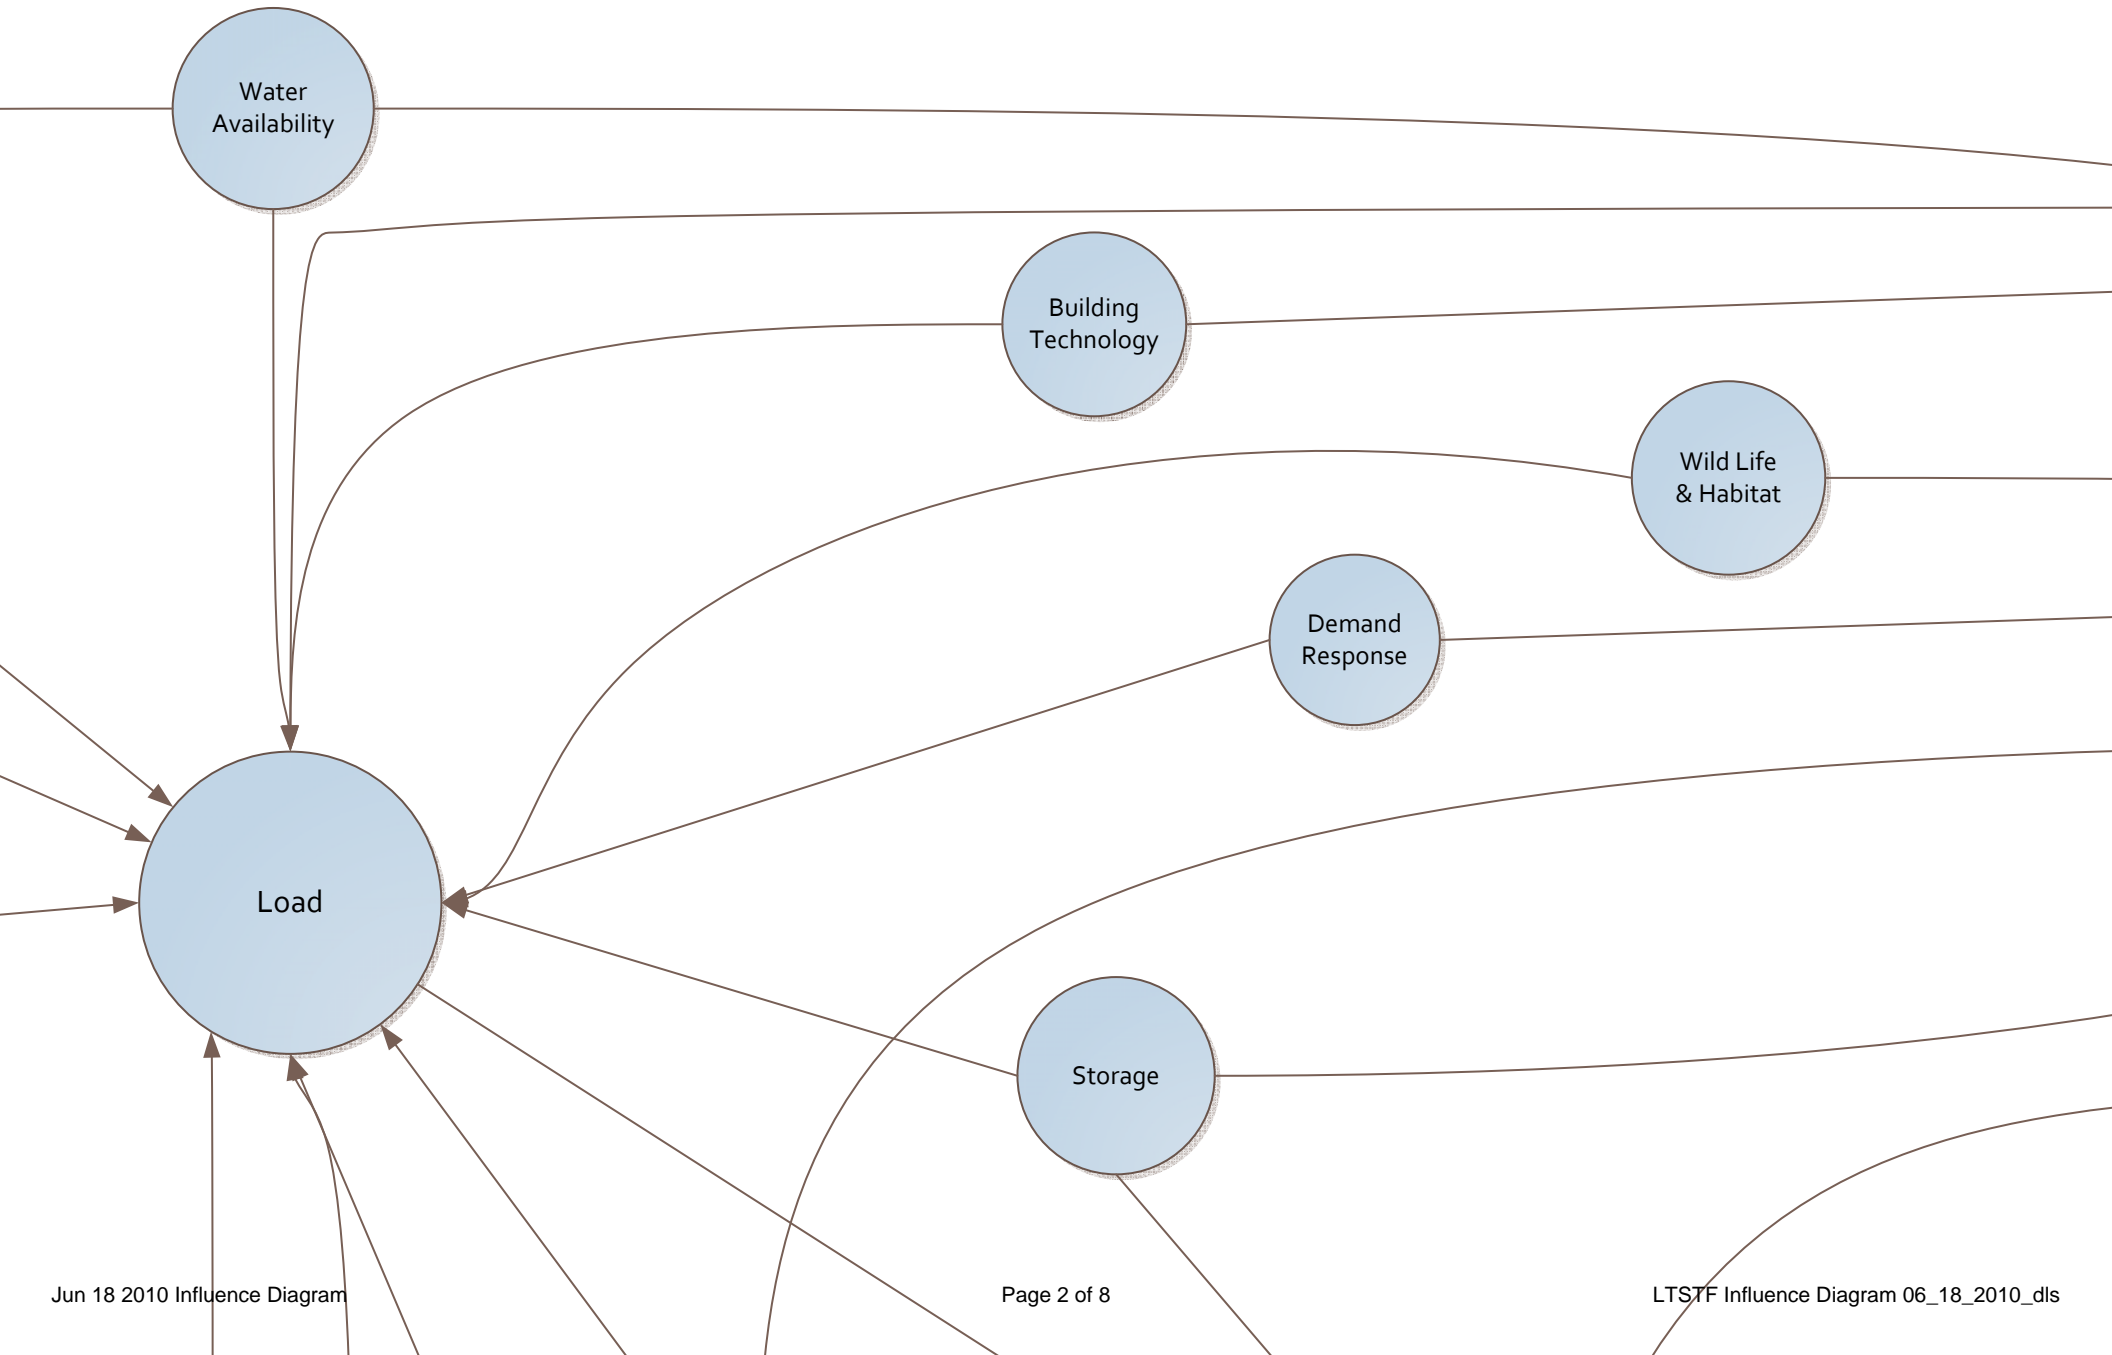 Water
Availability
Building
Technology
Wild Life
& Habitat
Demand
Response
Load
Storage
Jun 18 2010 Influence Diagram
Page 2 of 8
LTSTF Influence Diagram 06_18_2010_dls